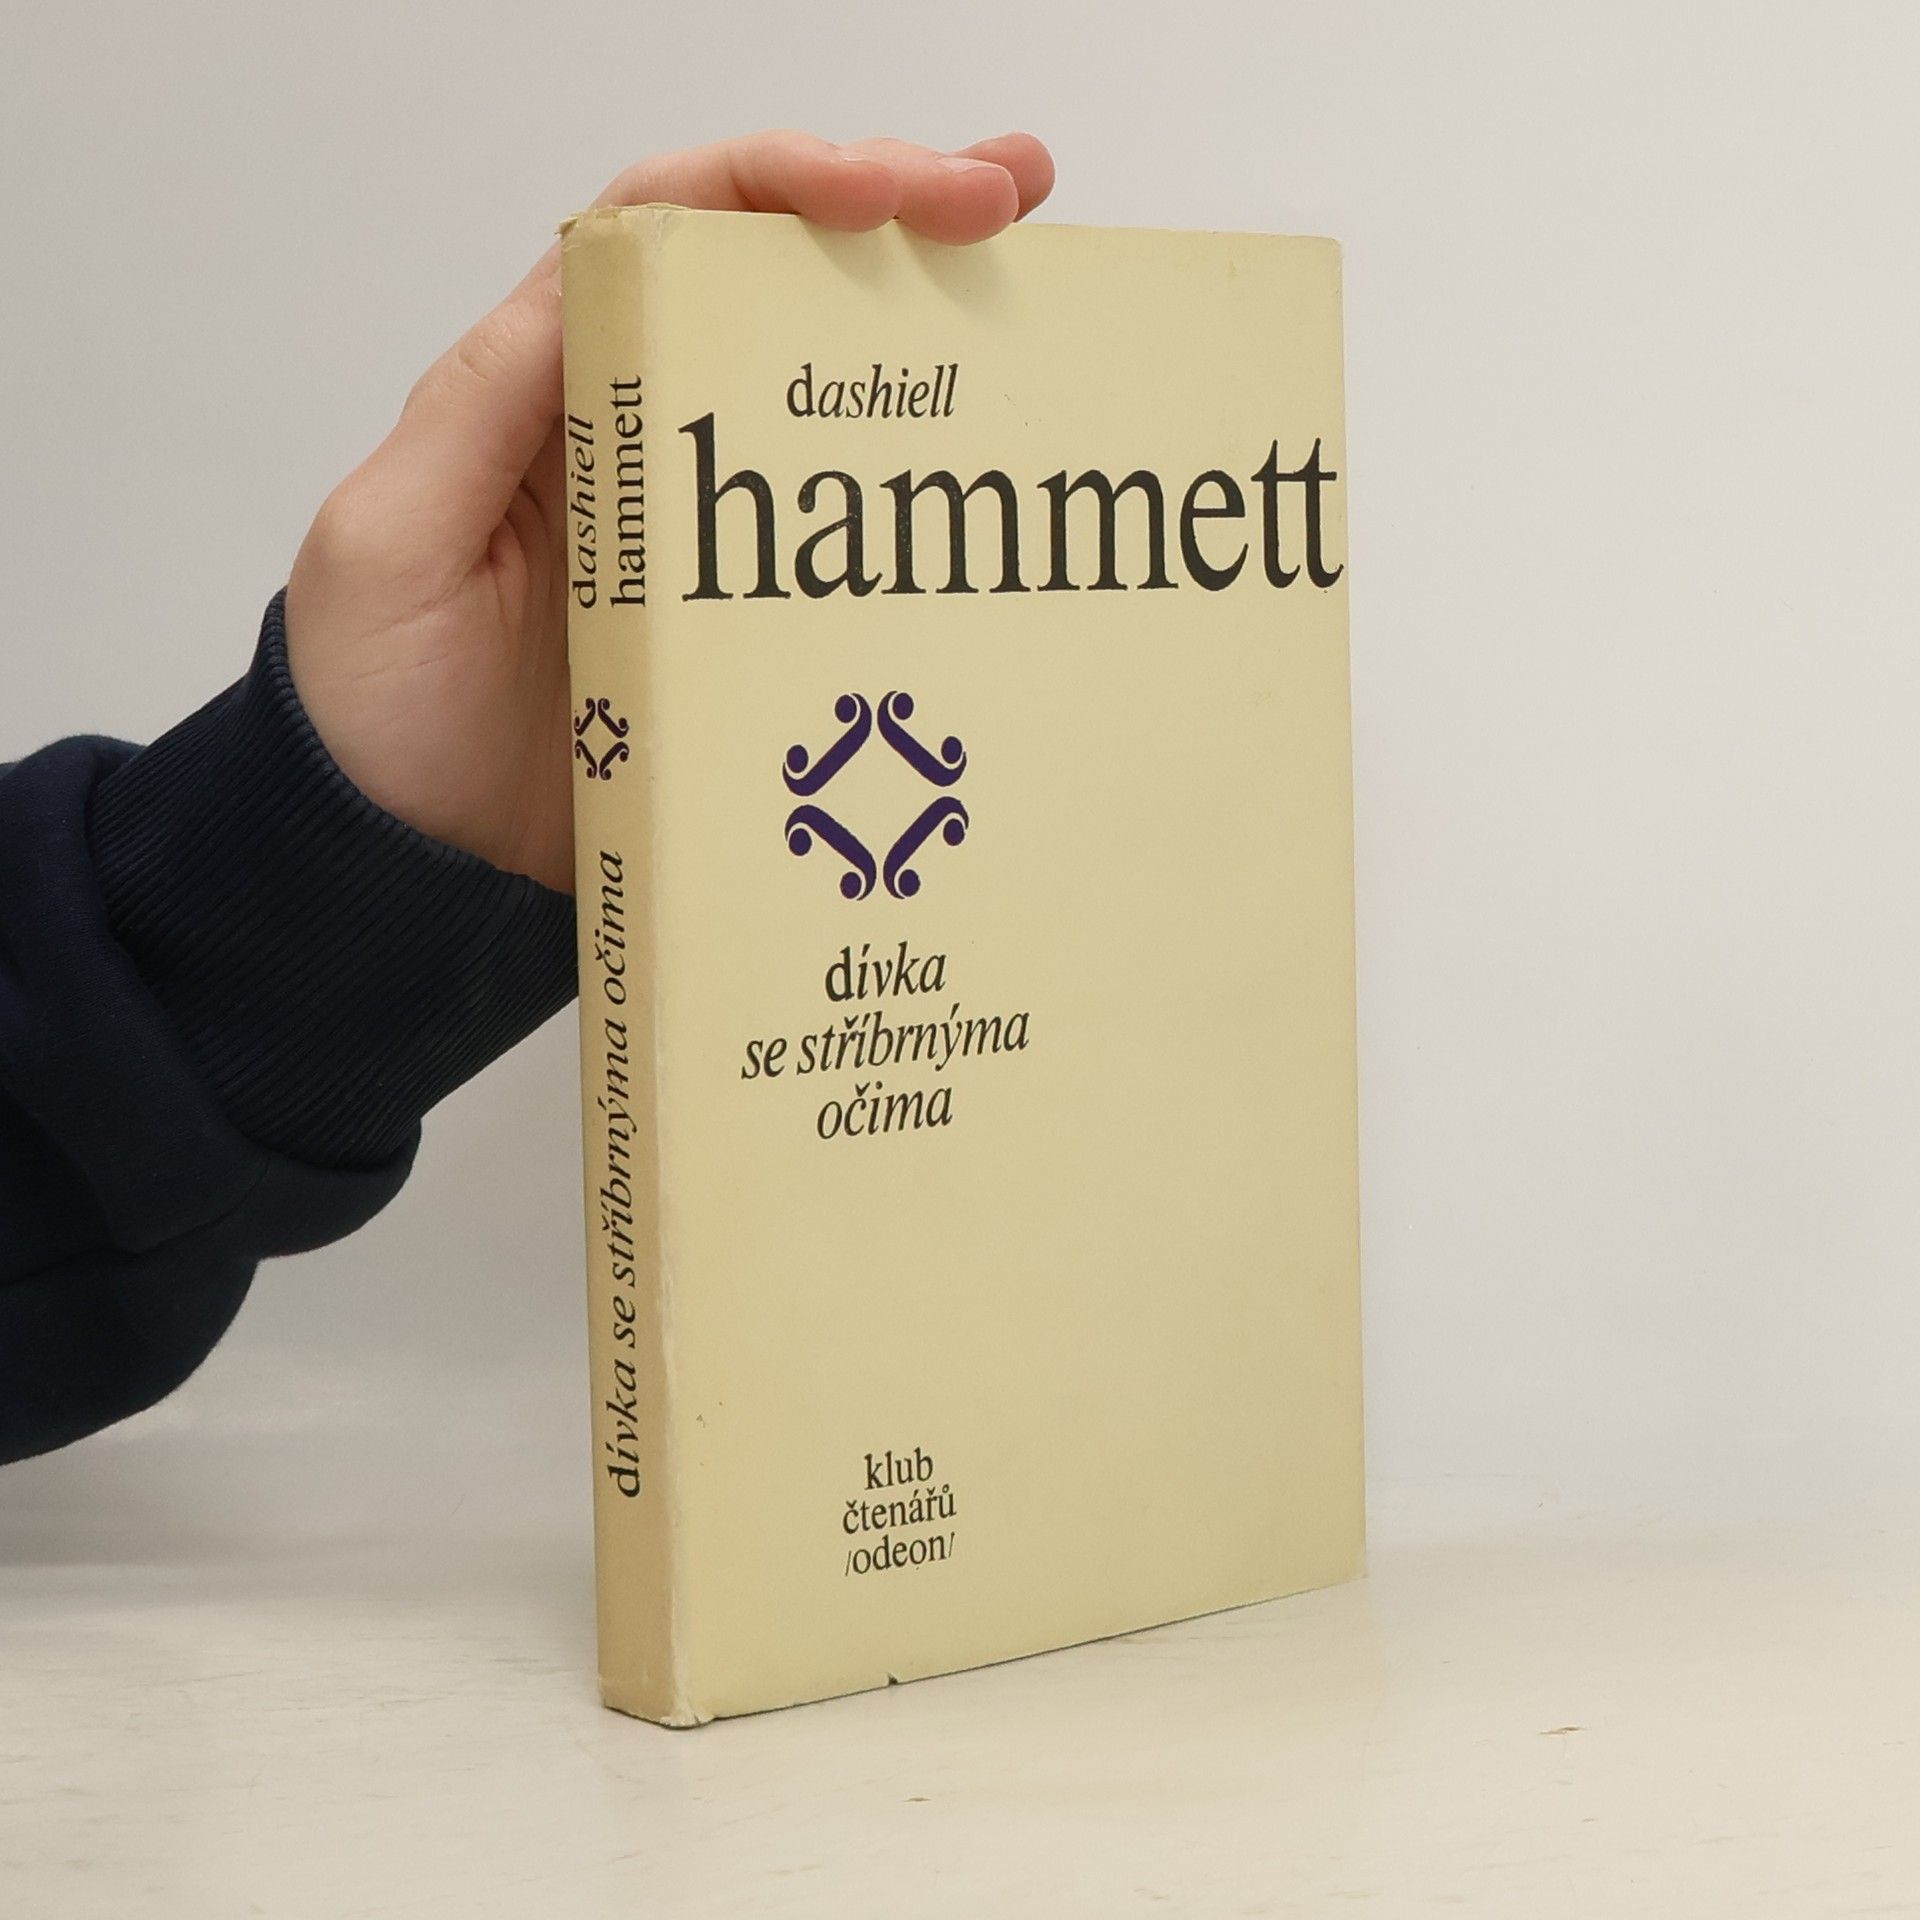 dashiell
hammett
dívka se stříbrnýma očima
dashiell
hammett
dívka
se stříbrnýma
očima
klub
čtenářů
/odeon/